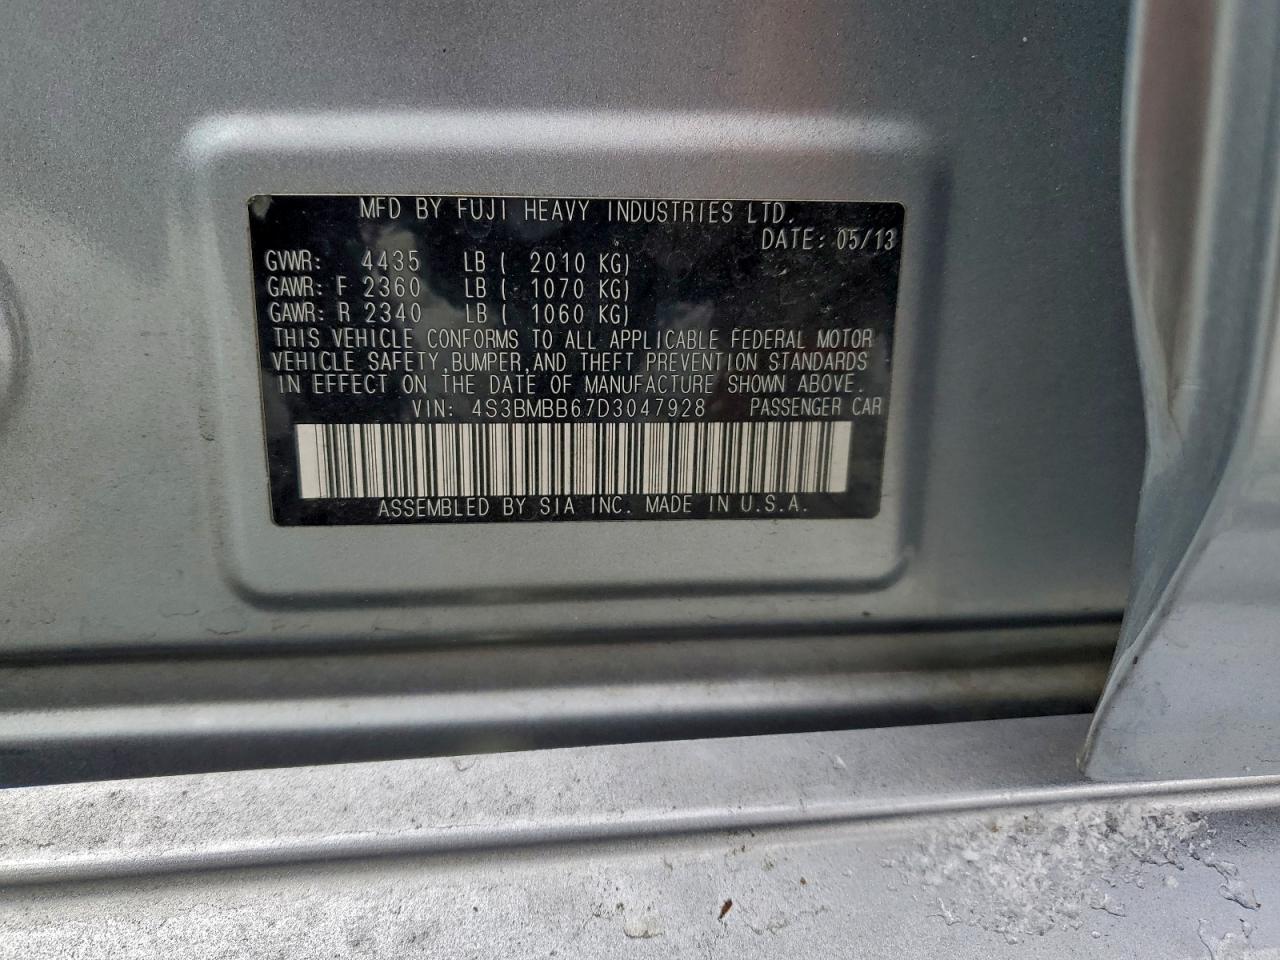 MFD BY FUJI HEAVY INDUSTRIES LTD.
DATE: 05/13
GVWR: 4435 LB ( 2010 KG)
GAWR: F 2360 LB ( 1070 KG)
GAWR: R 2340 LB ( 1060 KG)
THIS VEHICLE CONFORMS TO ALL APPLICABLE FEDERAL MOTOR
VEHICLE SAFETY, BUMPER, AND THEFT PREVENTION STANDARDS
IN EFFECT ON THE DATE OF MANUFACTURE SHOWN ABOVE.
VIN: 4S3BMBB67D3047928 PASSENGER CAR
ASSEMBLED BY SIA INC. MADE IN U.S.A.